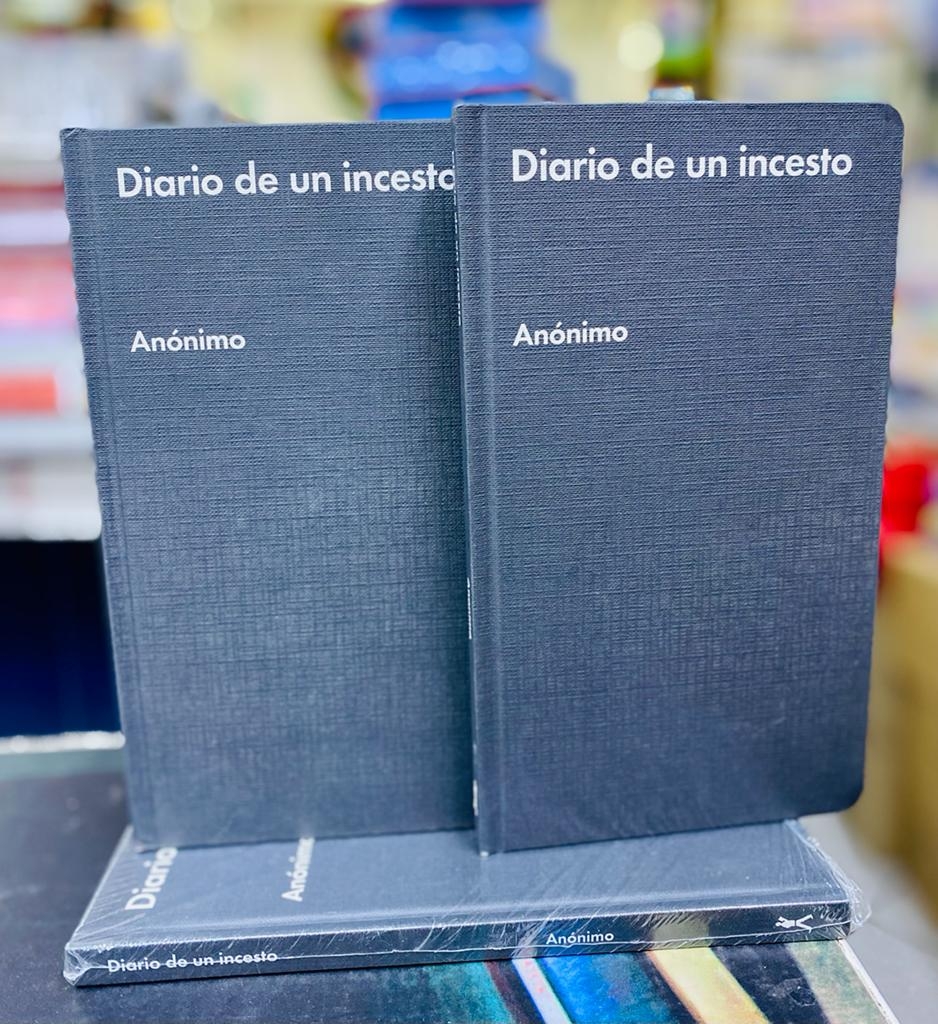 Diario de un incesto
Anónimo
Diario de un incesto
Anónimo
Diario
Anónimo
Diario de un incesto
Anónimo